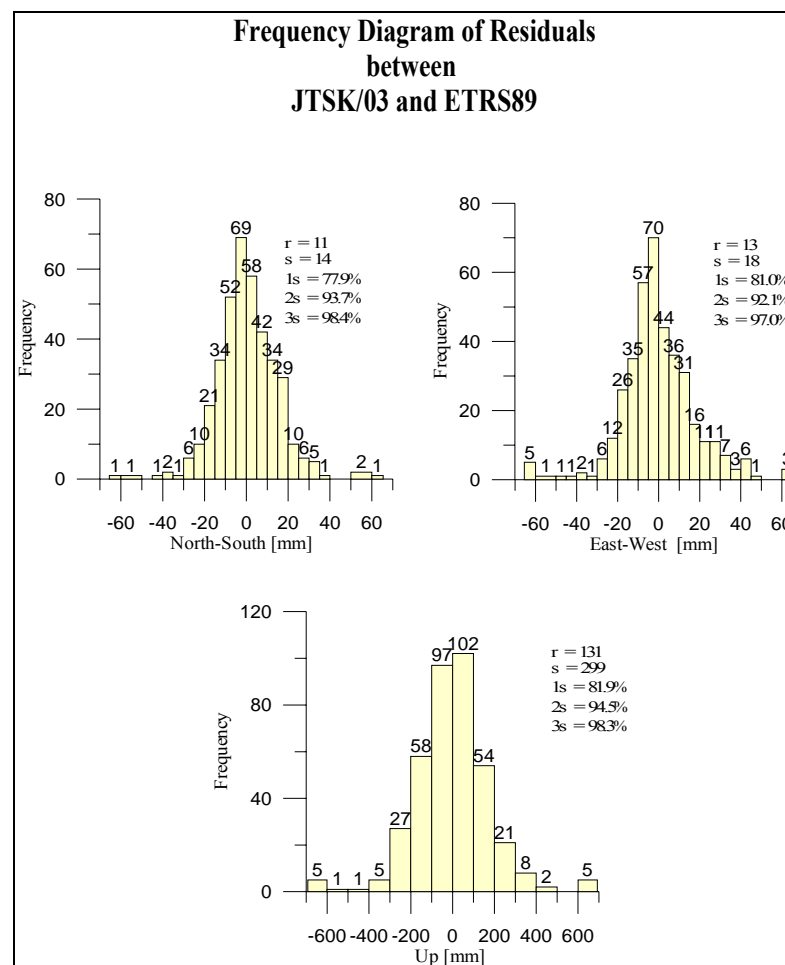 Frequency Diagram of Residuals
between
JTSK/03 and ETRS89
80
60
40
20
0
Frequency
1 1 1 2 1 6 10 21 34 52 69 58 42 34 29 10 6 5 1 2 1
r = 11
s = 14
1s = 77.9%
2s = 93.7%
3s = 98.4%
-60 -40 -20 0 20 40 60
North-South [mm]
80
60
40
20
0
Frequency
5 1 1 1 2 1 6 12 26 35 57 70 44 36 31 16 11 11 7 3 6 1 3
r = 13
s = 18
1s = 81.0%
2s = 92.1%
3s = 97.0%
-60 -40 -20 0 20 40 60
East-West [mm]
120
80
40
0
Frequency
5 1 1 5 27 58 97 102 54 21 8 2 5
r = 131
s = 299
1s = 81.9%
2s = 94.5%
3s = 98.3%
-600 -400 -200 0 200 400 600
Up [mm]